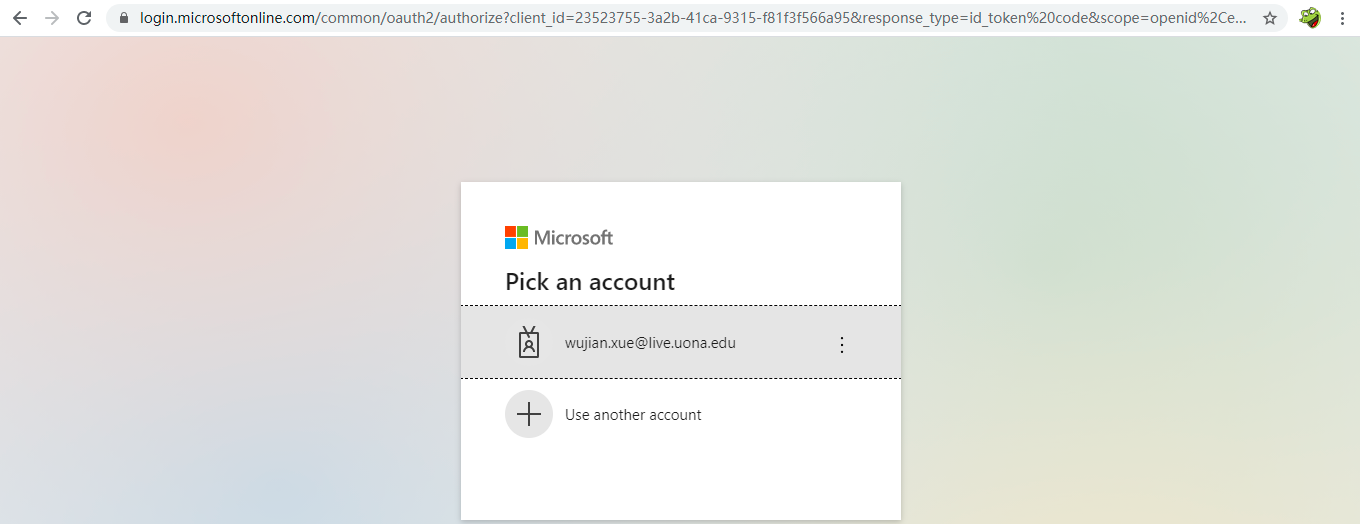 login.microsoftonline.com/common/oauth2/authorize?client_id=23523755-3a2b-41ca-9315-f81f3f566a95&response_type=id_token%20code&scope=openid%2Ce...
Microsoft
Pick an account
wujian.xue@live.uona.edu
Use another account